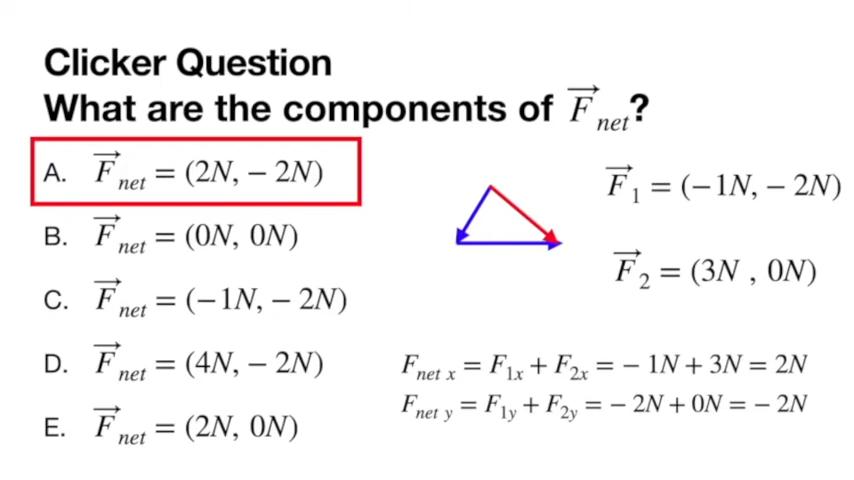 Clicker Question
What are the components of F⃗ net?
A. F⃗ net = (2N, − 2N)
B. F⃗ net = (0N, 0N)
C. F⃗ net = (−1N, − 2N)
D. F⃗ net = (4N, − 2N)
E. F⃗ net = (2N, 0N)
F⃗ 1 = (−1N, − 2N)
F⃗ 2 = (3N , 0N)
F net x = F1x + F2x = − 1N + 3N = 2N
F net y = F1y + F2y = − 2N + 0N = − 2N